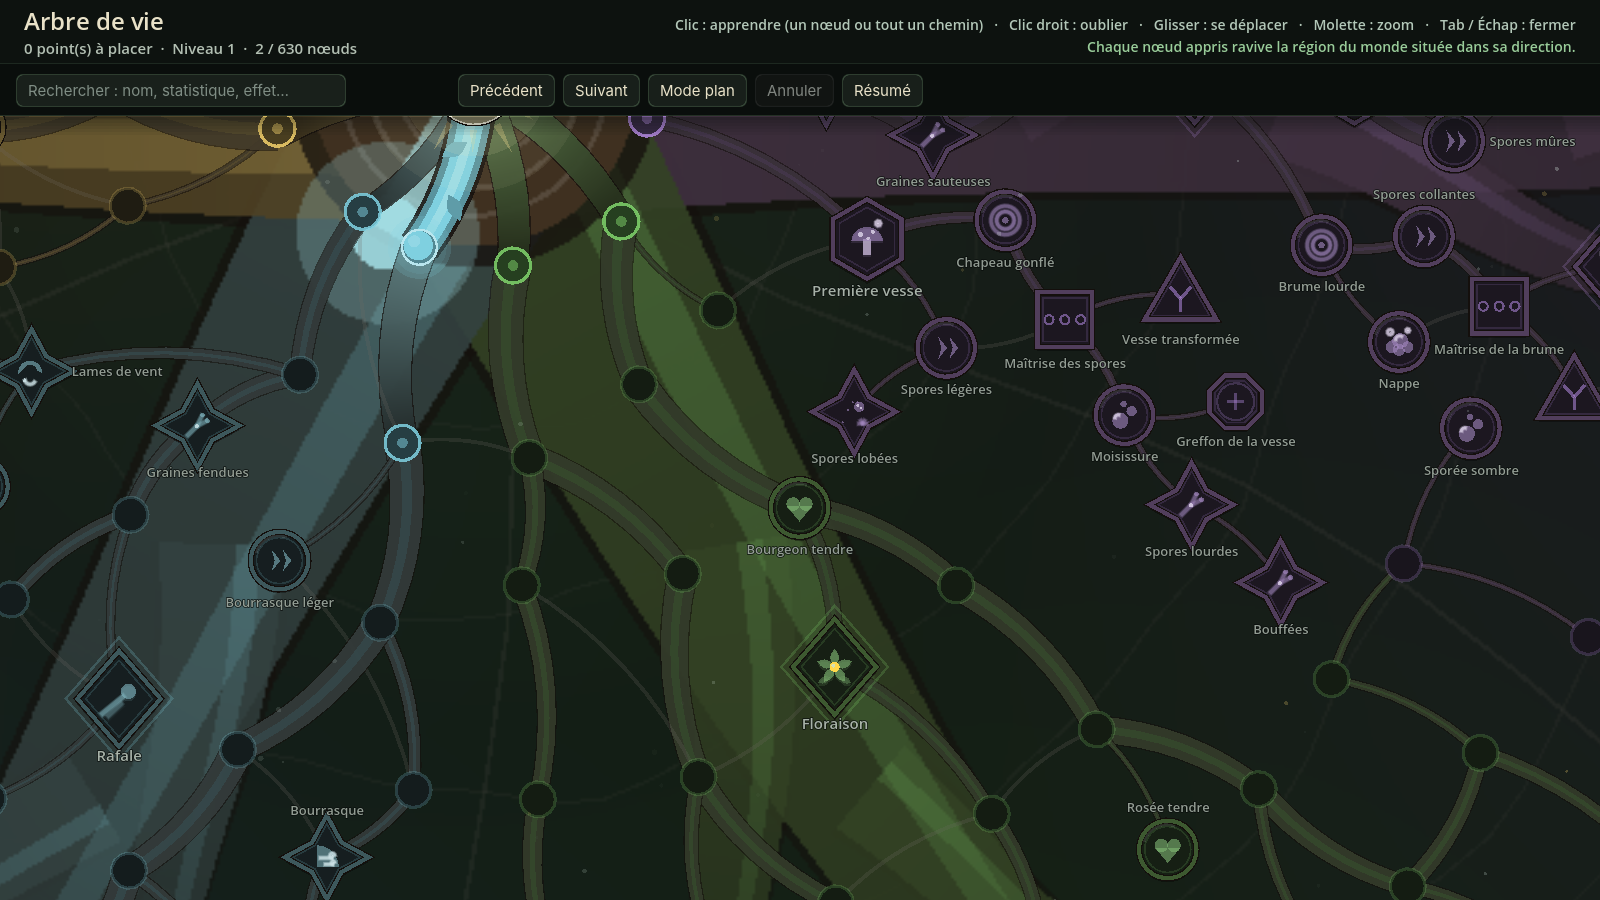 Arbre de vie
0 point(s) à placer · Niveau 1 · 2 / 630 nœuds
Clic : apprendre (un nœud ou tout un chemin) · Clic droit : oublier · Glisser : se déplacer · Molette : zoom · Tab / Échap : fermer
Chaque nœud appris ravive la région du monde située dans sa direction.
Rechercher : nom, statistique, effet...
Précédent
Suivant
Mode plan
Annuler
Résumé
Spores mûres
Graines sauteuses
Spores collantes
Chapeau gonflé
Première vesse
Brume lourde
Vesse transformée
Maîtrise de la brume
Maîtrise des spores
Lames de vent
Nappe
Spores légères
Greffon de la vesse
Moisissure
Spores lobées
Graines fendues
Sporée sombre
Bourgeon tendre
Spores lourdes
Bourrasque léger
Bouffées
Floraison
Rafale
Rosée tendre
Bourrasque